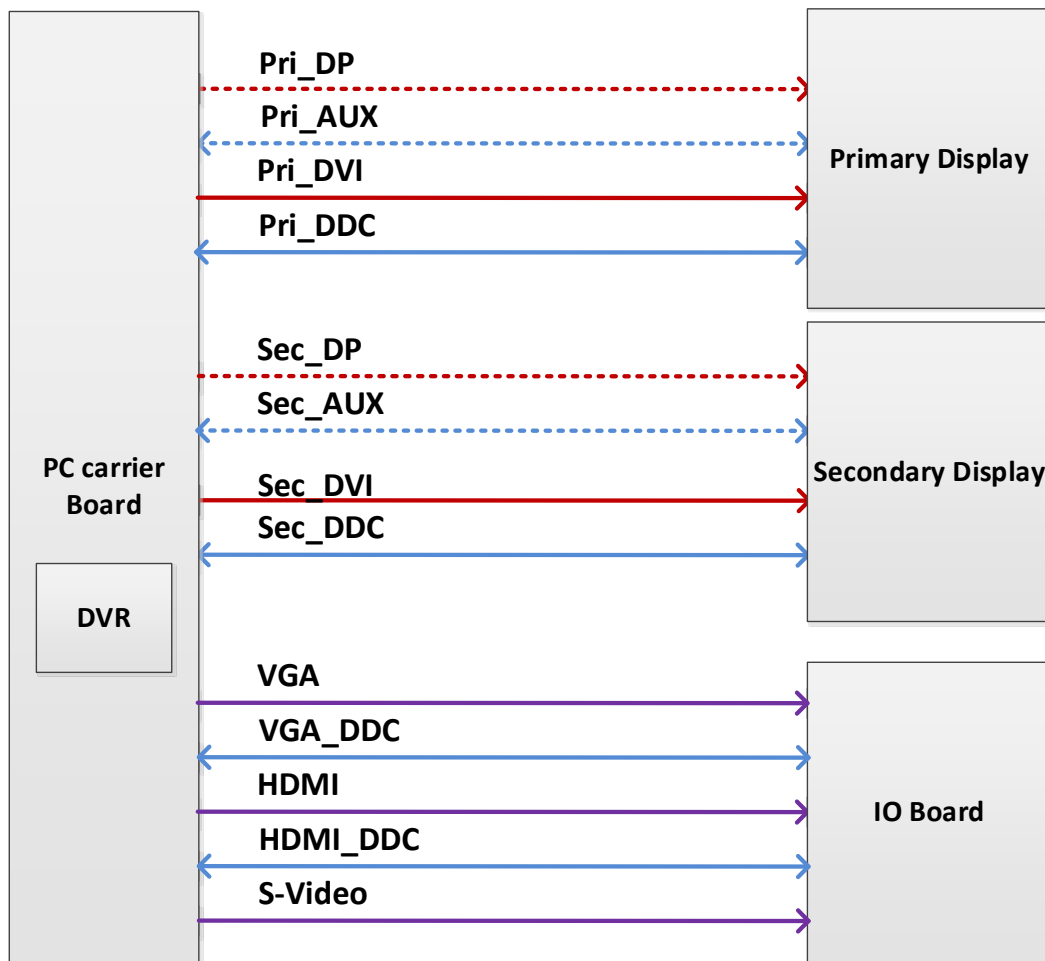 Pri_DP
Pri_AUX
Pri_DVI
Pri_DDC
Primary Display
Sec_DP
Sec_AUX
Sec_DVI
Sec_DDC
Secondary Display
PC carrier
Board
DVR
VGA
VGA_DDC
HDMI
HDMI_DDC
S-Video
IO Board